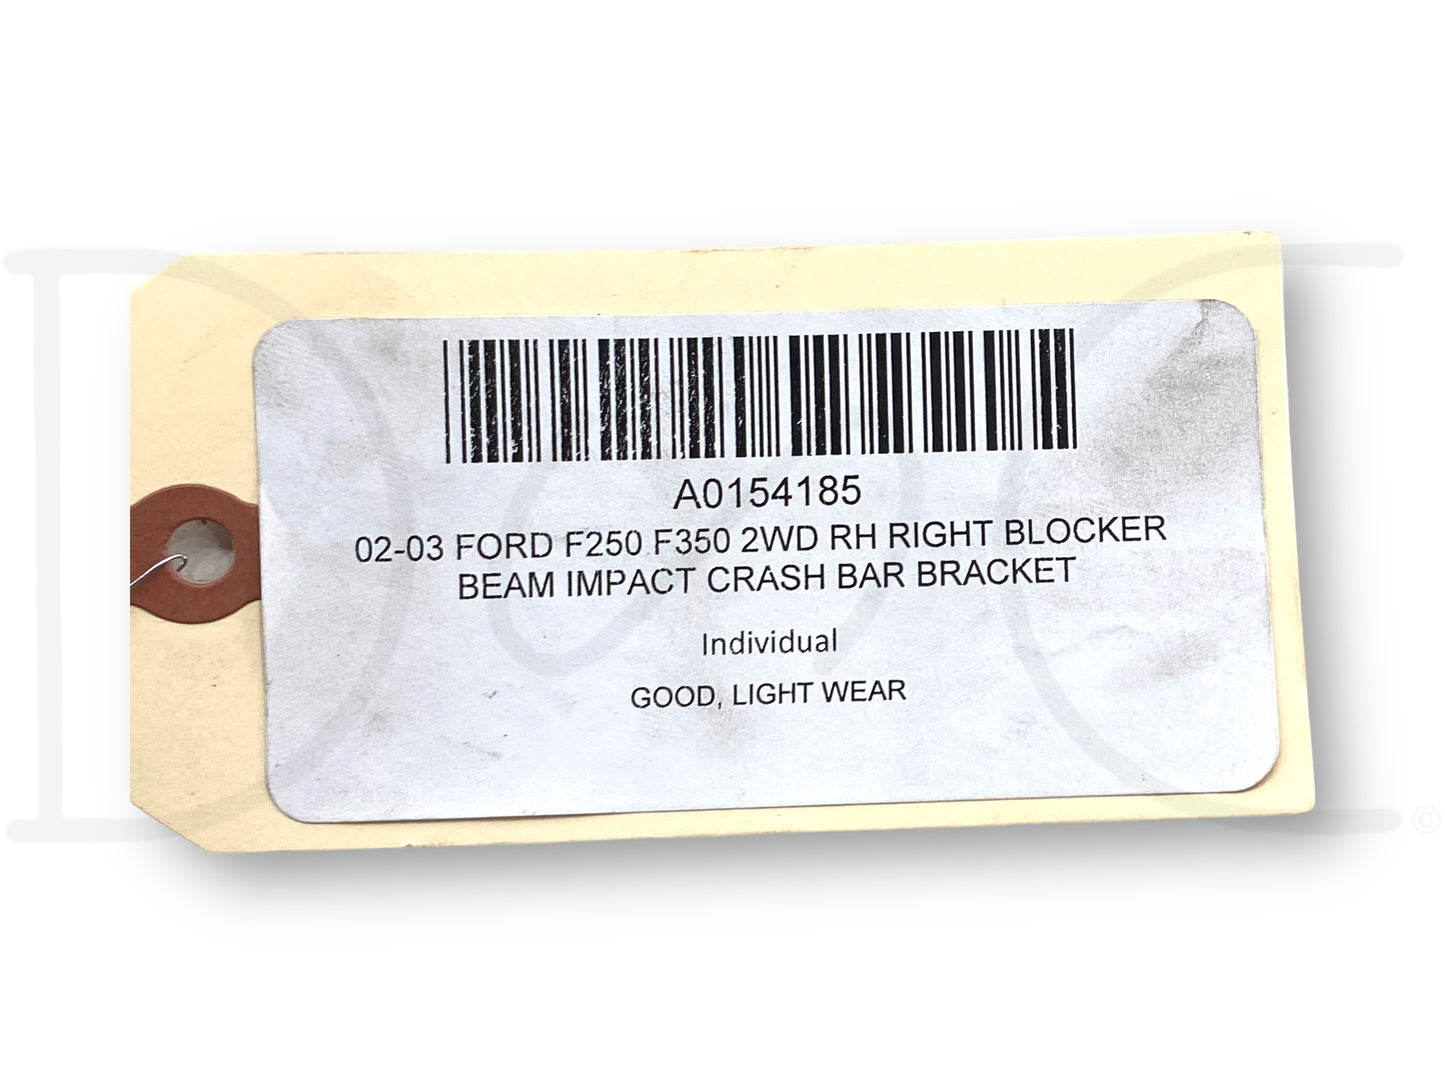 A0154185
02-03 FORD F250 F350 2WD RH RIGHT BLOCKER
BEAM IMPACT CRASH BAR BRACKET
Individual
GOOD, LIGHT WEAR
©